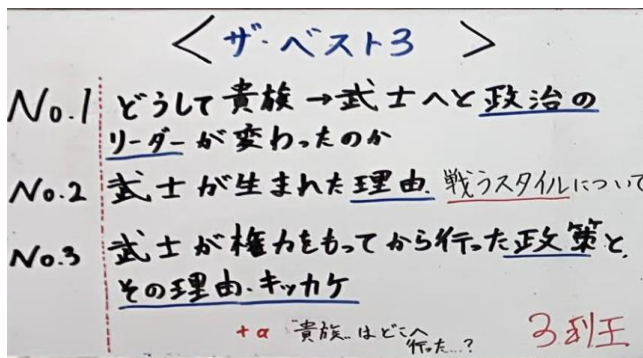 ＜ ザ・ベスト3 ＞
No.1 どうして貴族→武士へと政治の
リーダーが変わったのか
No.2 武士が生まれた理由、戦うスタイルについて
No.3 武士が権力をもってから行った政策と、
その理由、キッカケ
+α 貴族..はどこへ
行った...?